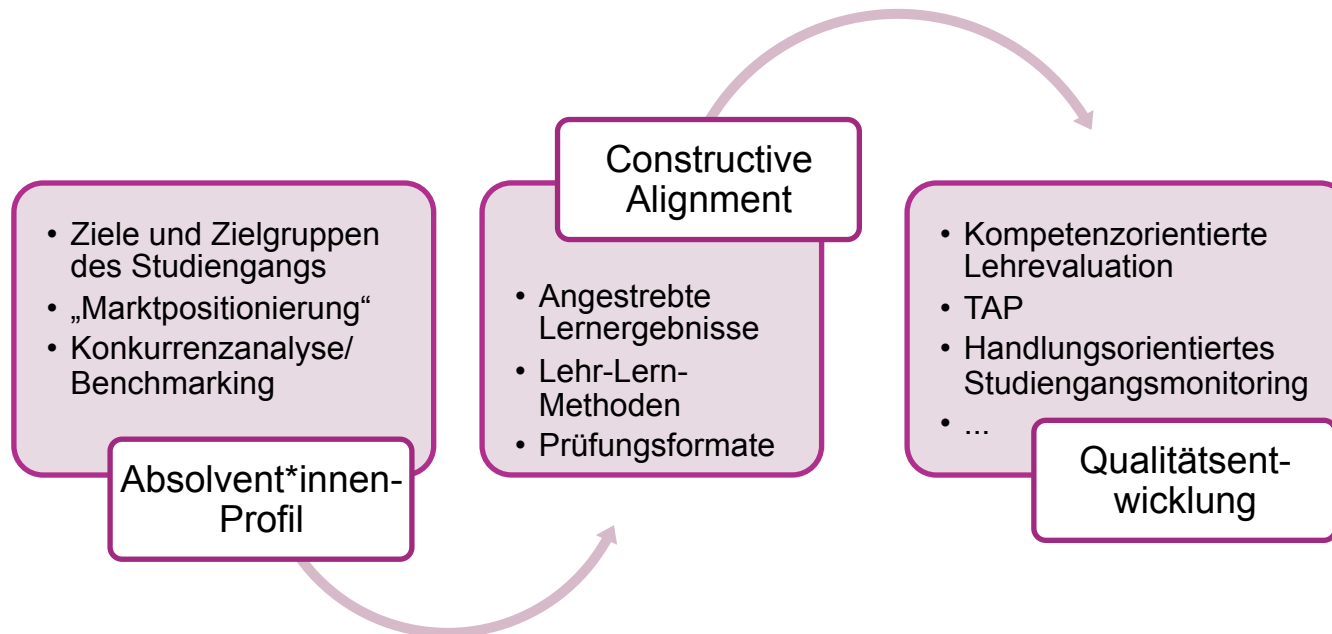 • Ziele und Zielgruppen
des Studiengangs
• „Marktpositionierung“
• Konkurrenzanalyse/
Benchmarking
Absolvent*innen-
Profil
Constructive
Alignment
• Angestrebte
Lernergebnisse
• Lehr-Lern-
Methoden
• Prüfungsformate
• Kompetenzorientierte
Lehrevaluation
• TAP
• Handlungsorientiertes
Studiengangsmonitoring
• ...
Qualitätsent-
wicklung